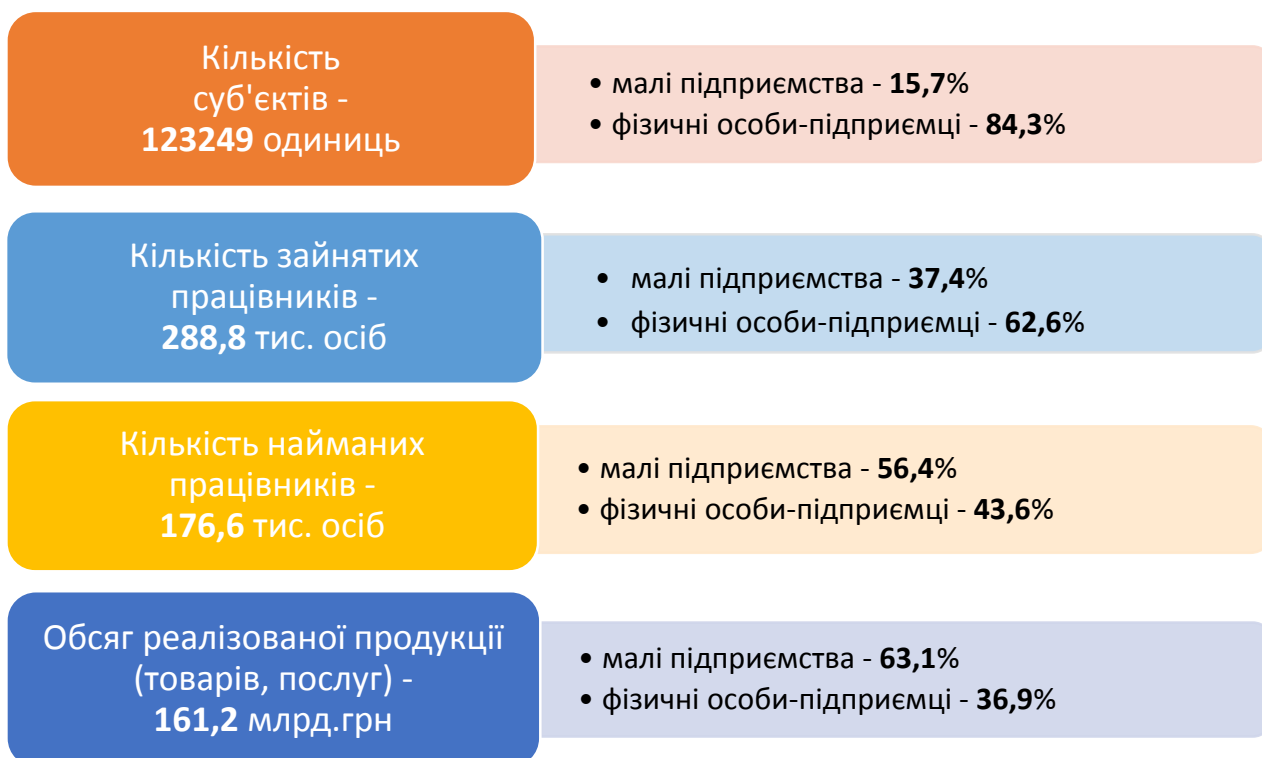 Кількість
суб'єктів -
123249 одиниць
• малі підприємства - 15,7%
• фізичні особи-підприємці - 84,3%
Кількість зайнятих
працівників -
288,8 тис. осіб
• малі підприємства - 37,4%
• фізичні особи-підприємці - 62,6%
Кількість найманих
працівників -
176,6 тис. осіб
• малі підприємства - 56,4%
• фізичні особи-підприємці - 43,6%
Обсяг реалізованої продукції
(товарів, послуг) -
161,2 млрд.грн
• малі підприємства - 63,1%
• фізичні особи-підприємці - 36,9%